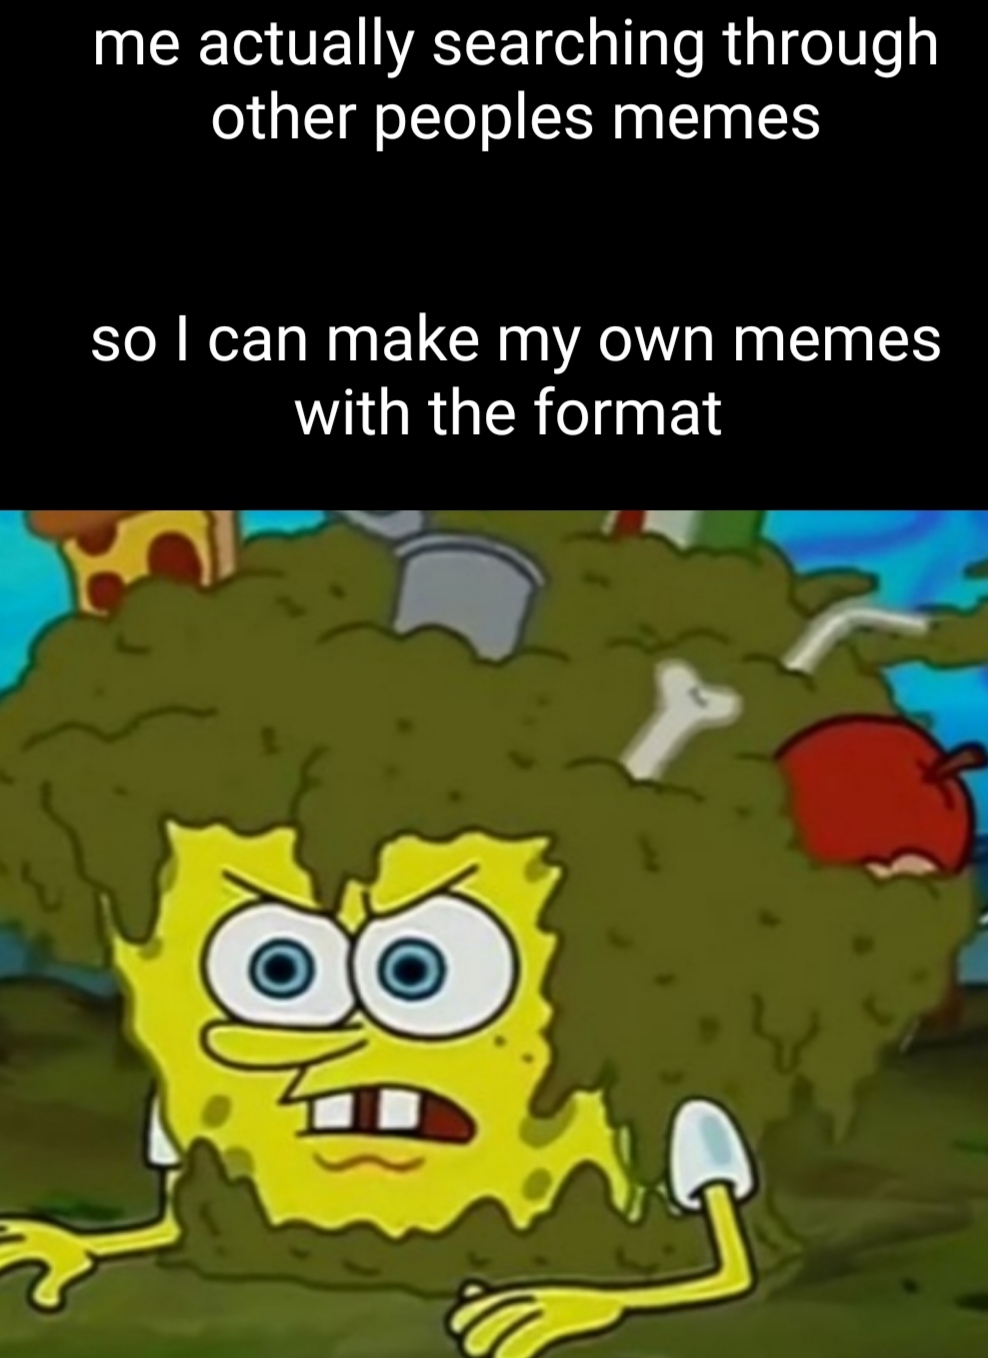 me actually searching through
other peoples memes
so I can make my own memes
with the format